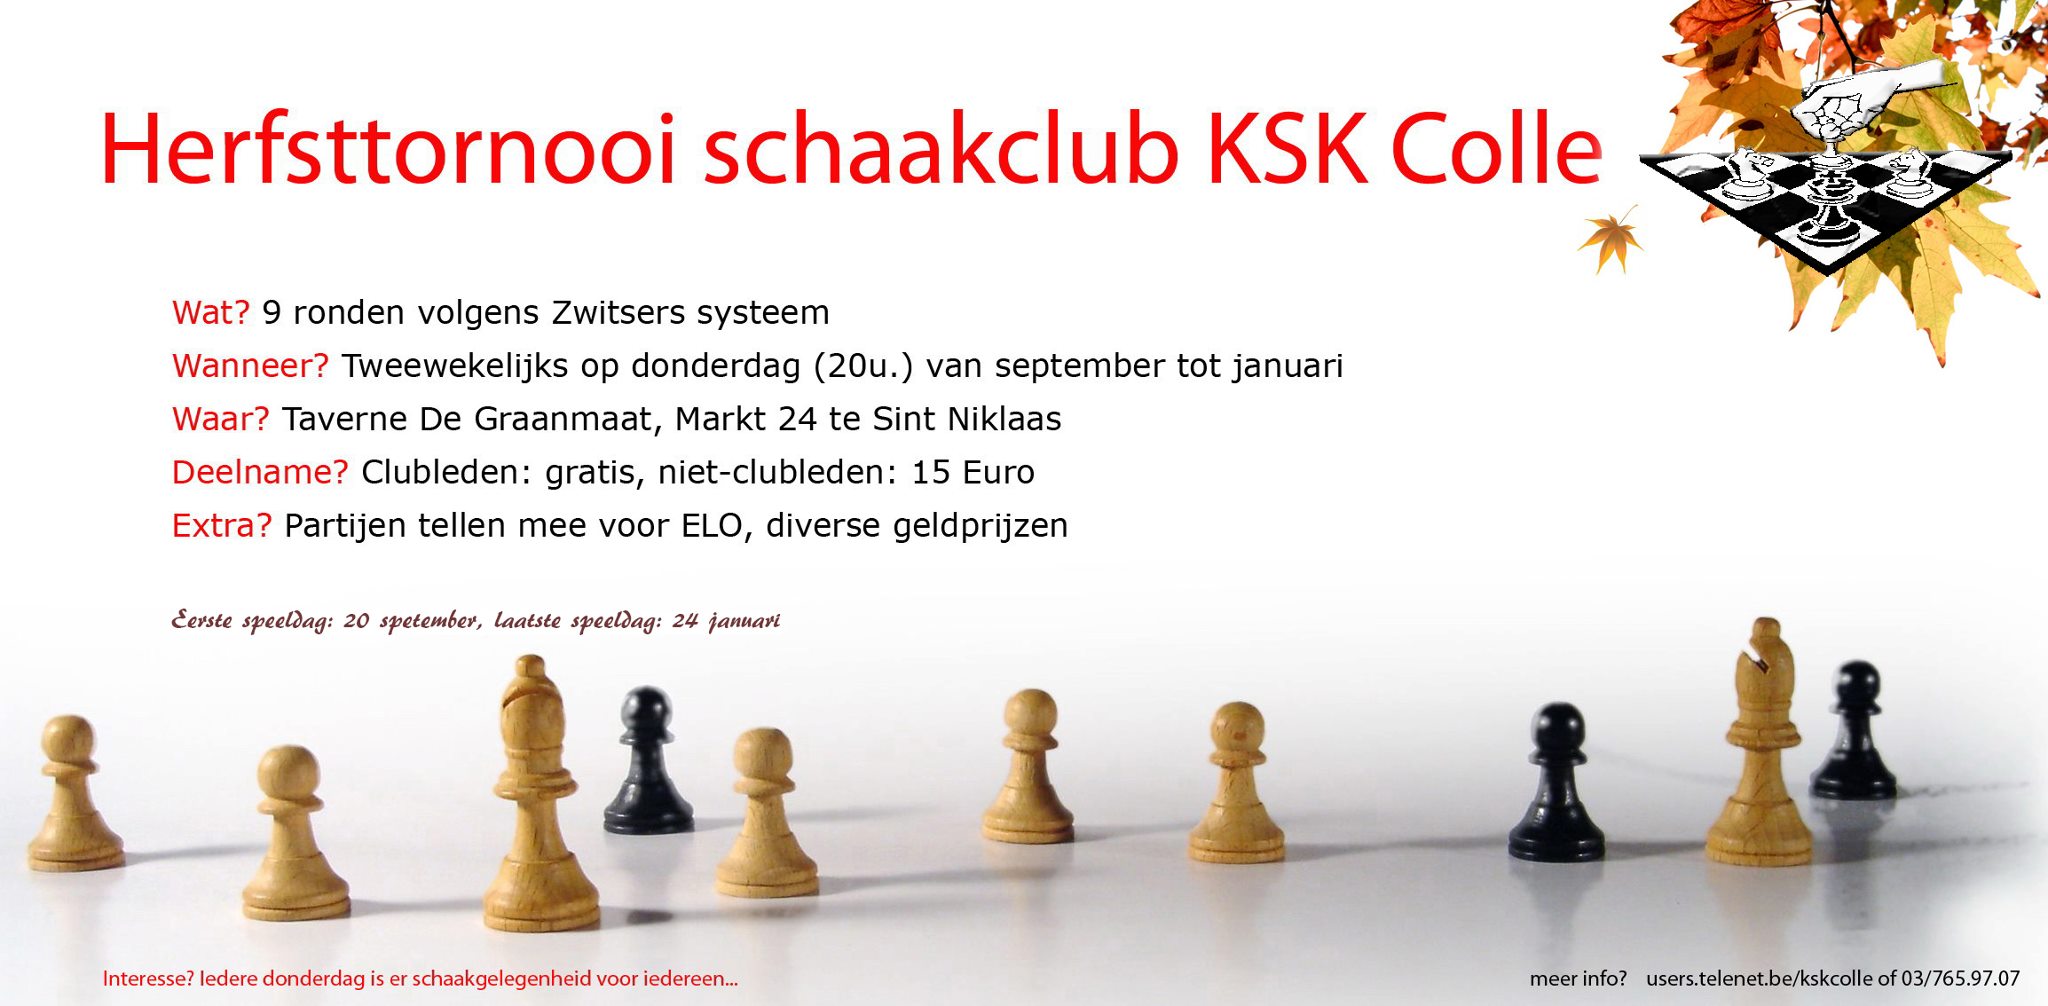 Herfsttornooi schaakclub KSK Colle
Wat? 9 ronden volgens Zwitsers systeem
Wanneer? Tweewekelijks op donderdag (20u.) van september tot januari
Waar? Taverne De Graanmaat, Markt 24 te Sint Niklaas
Deelname? Clubleden: gratis, niet-clubleden: 15 Euro
Extra? Partijen tellen mee voor ELO, diverse geldprijzen
Eerste speeldag: 20 spetember, laatste speeldag: 24 januari
Interesse? Iedere donderdag is er schaakgelegenheid voor iedereen...
meer info? users.telenet.be/kskcolle of 03/765.97.07